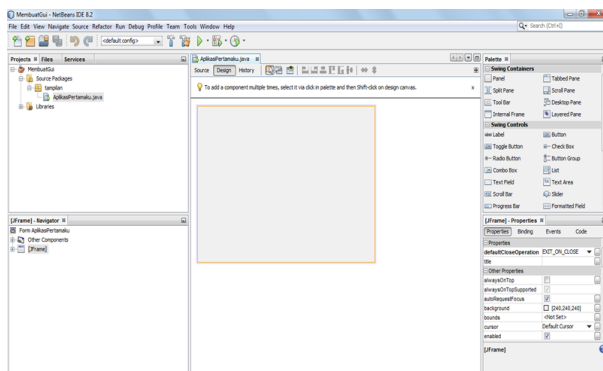 MembuatGui - NetBeans IDE 8.2
File Edit View Navigate Source Refactor Run Debug Profile Team Tools Window Help
Search (Ctrl+I)
<default config>
Projects Files Services
MembuatGui
Source Packages
tampilan
AplikasiPertamaku.java
Libraries
[JFrame] - Navigator
Form AplikasiPertamaku
Other Components
[JFrame]
AplikasiPertamaku.java
Source Design History
To add a component multiple times, select it via click in palette and then Shift-click on design canvas.
Palette
Swing Containers
Panel Tabbed Pane
Split Pane Scroll Pane
Tool Bar Desktop Pane
Internal Frame Layered Pane
Swing Controls
label Label Button
Toggle Button Check Box
Radio Button Button Group
Combo Box List
Text Field Text Area
Scroll Bar Slider
Progress Bar Formatted Field
[JFrame] - Properties
Properties Binding Events Code
Properties
defaultCloseOperation EXIT_ON_CLOSE
title
Other Properties
alwaysOnTop
alwaysOnTopSupported
autoRequestFocus
background [240,240,240]
bounds <Not Set>
cursor Default Cursor
enabled
[JFrame]